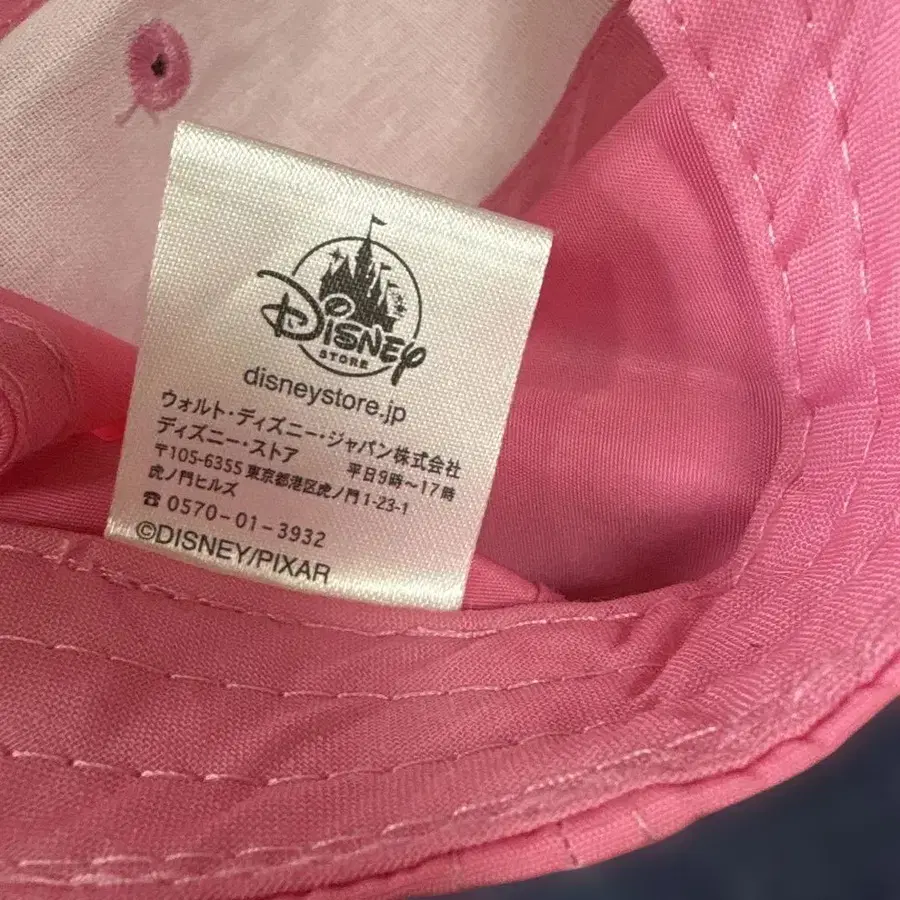 Disney
STORE
disneystore.jp
ウォルト・ディズニー・ジャパン株式会社
ディズニー・ストア 平日9時～17時
〒105-6355 東京都港区虎ノ門1-23-1
虎ノ門ヒルズ
☎ 0570-01-3932
©DISNEY/PIXAR